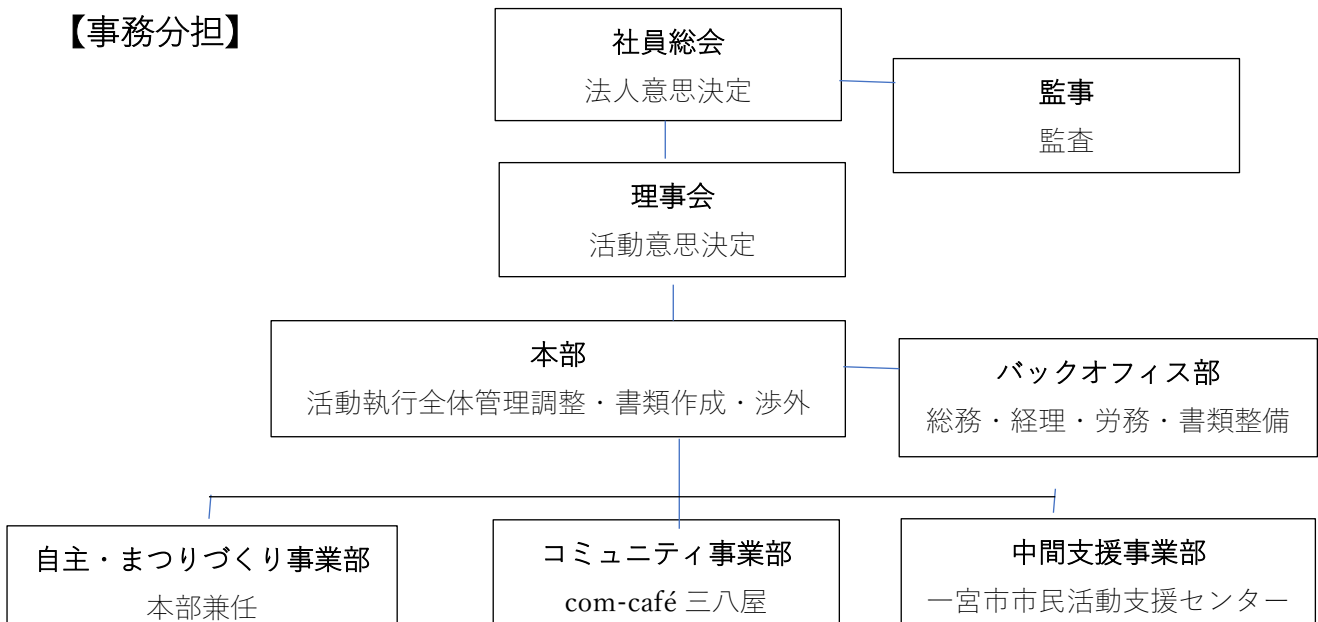 【事務分担】
社員総会
法人意思決定
監事
監査
理事会
活動意思決定
本部
活動執行全体管理調整・書類作成・渉外
バックオフィス部
総務・経理・労務・書類整備
自主・まつりづくり事業部
本部兼任
コミュニティ事業部
com-café 三八屋
中間支援事業部
一宮市市民活動支援センター